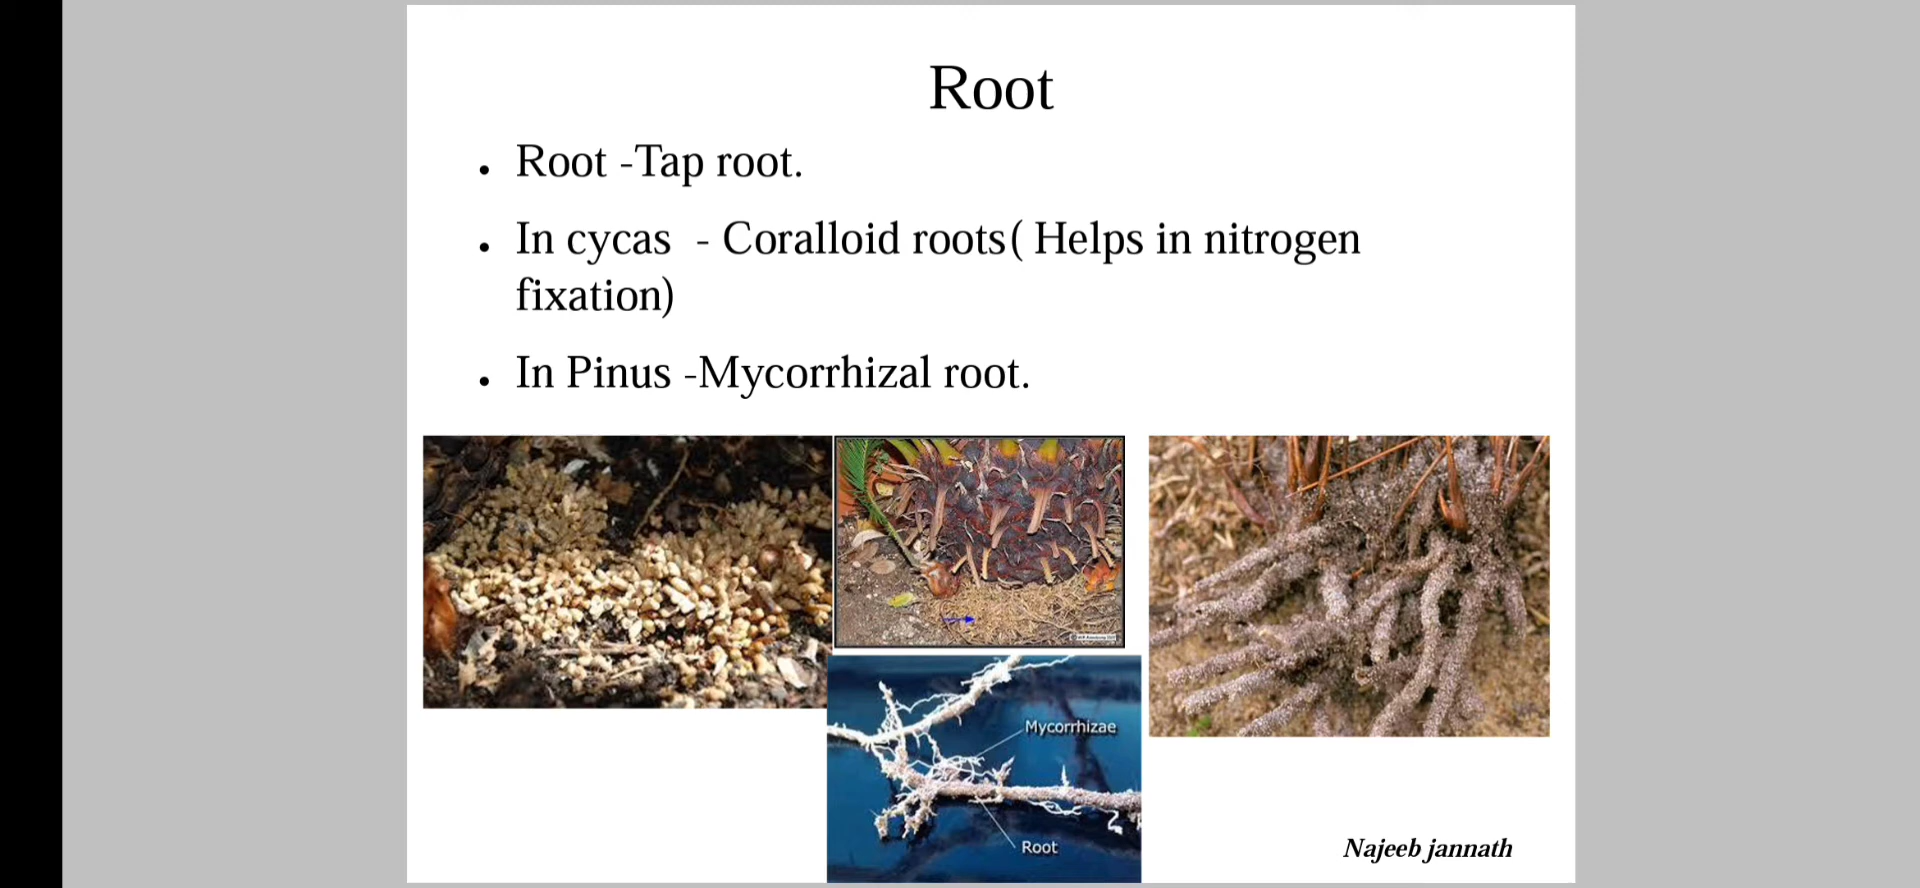 Root
Root -Tap root.
In cycas - Coralloid roots( Helps in nitrogen
fixation)
In Pinus -Mycorrhizal root.
Mycorrhizae
Root
Najeeb jannath